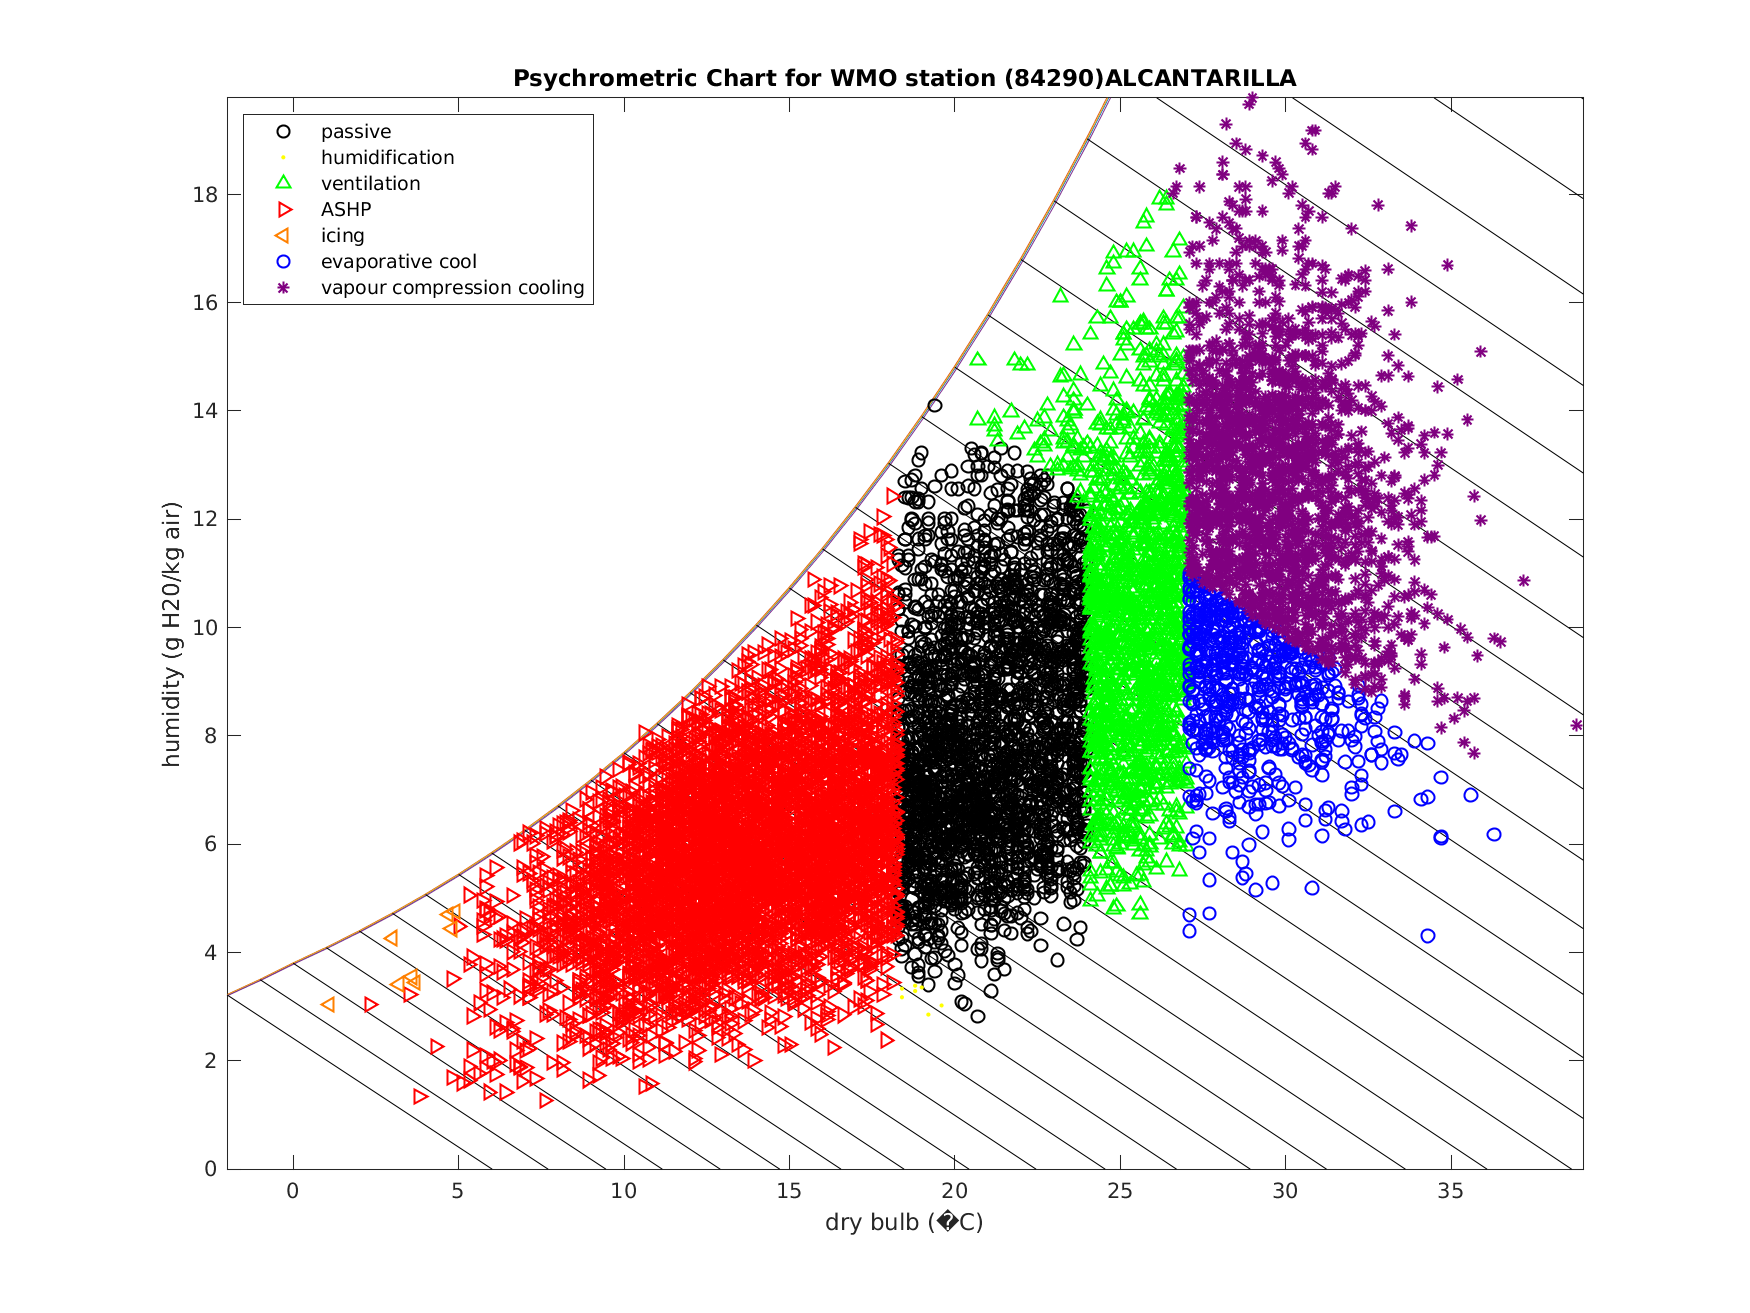 Psychrometric Chart for WMO station (84290)ALCANTARILLA
passive
humidification
ventilation
ASHP
icing
evaporative cool
vapour compression cooling
humidity (g H20/kg air)
18
16
14
12
10
8
6
4
2
0
0 5 10 15 20 25 30 35
dry bulb (�C)